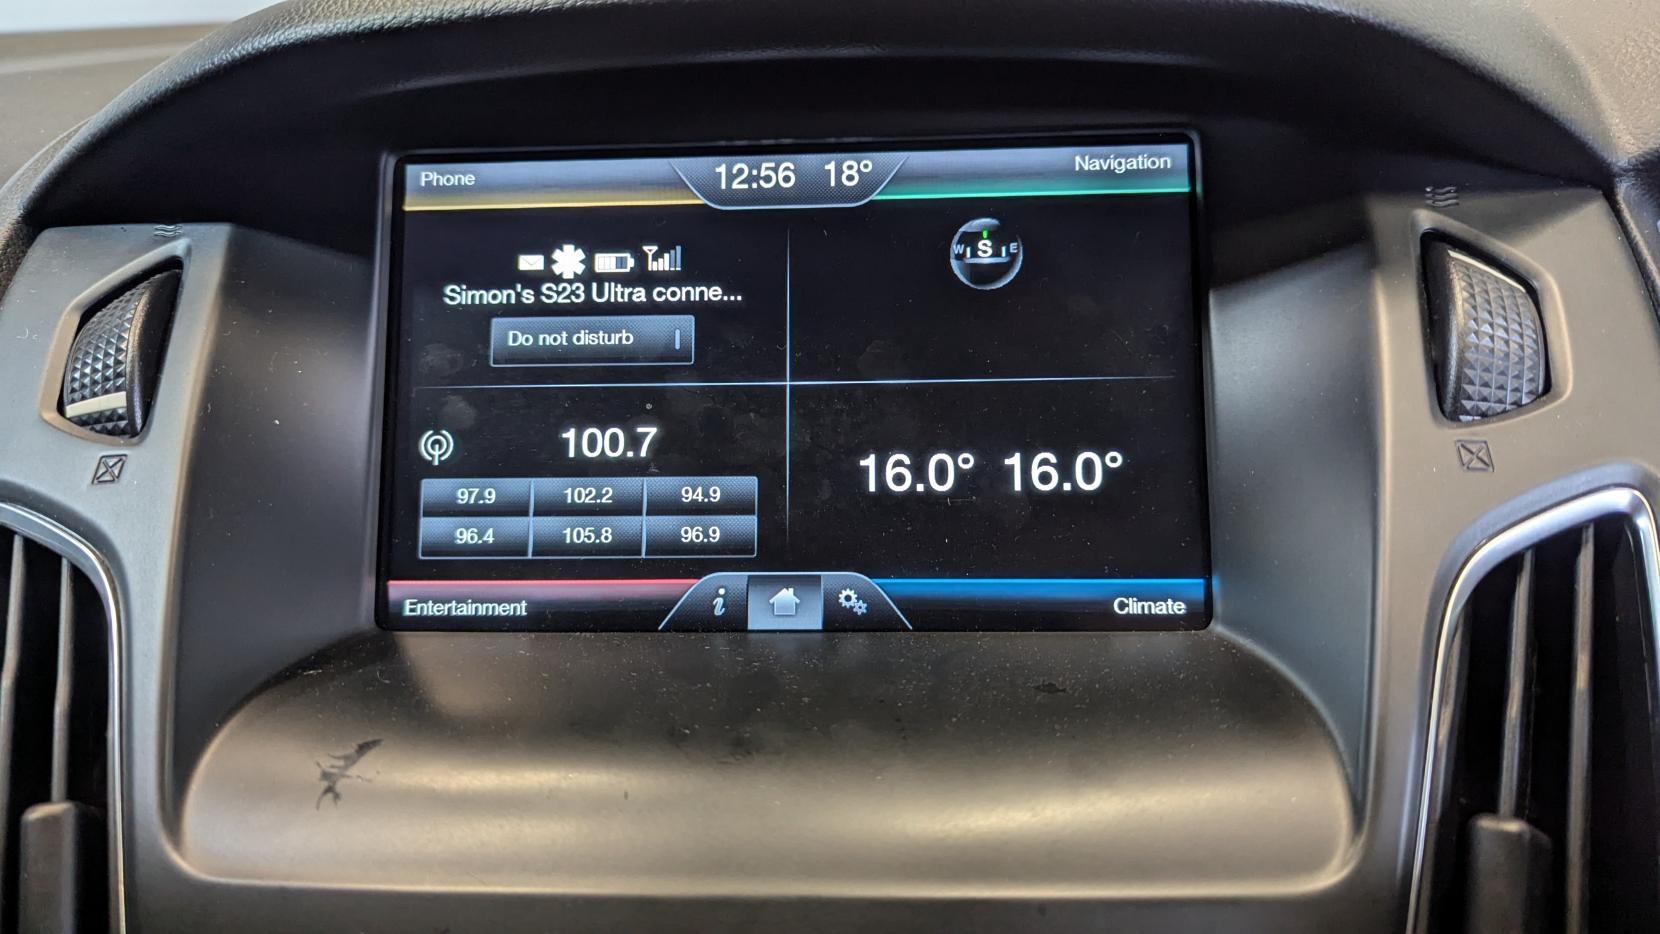 Phone
12:56 18°
Navigation
W S E
Simon's S23 Ultra conne...
Do not disturb
100.7
97.9 102.2 94.9
96.4 105.8 96.9
16.0° 16.0°
Entertainment
i
Climate